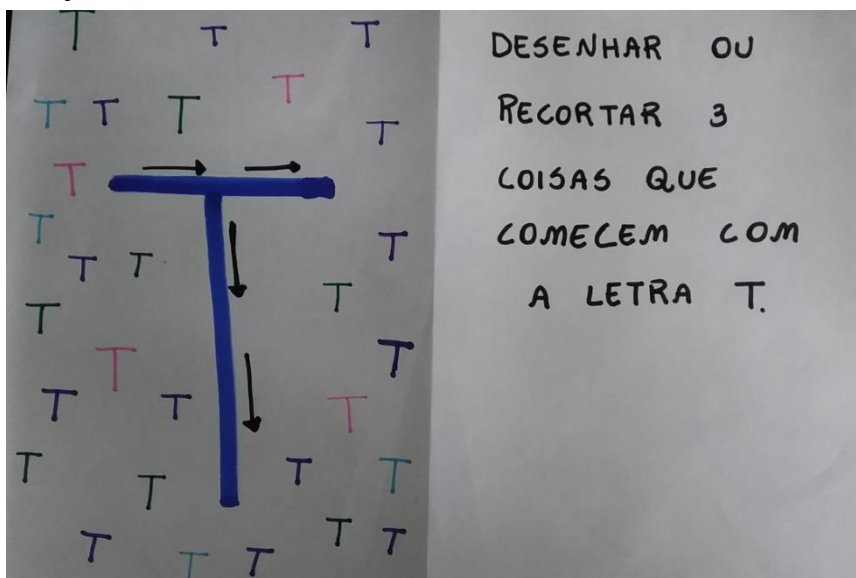 T T T
T T T T T
T
T
T
T T T T
T
T
T
T T
T T T
T T T
T
T T
T T T T T
DESENHAR OU
RECORTAR 3
COISAS QUE
COMECEM COM
A LETRA T.